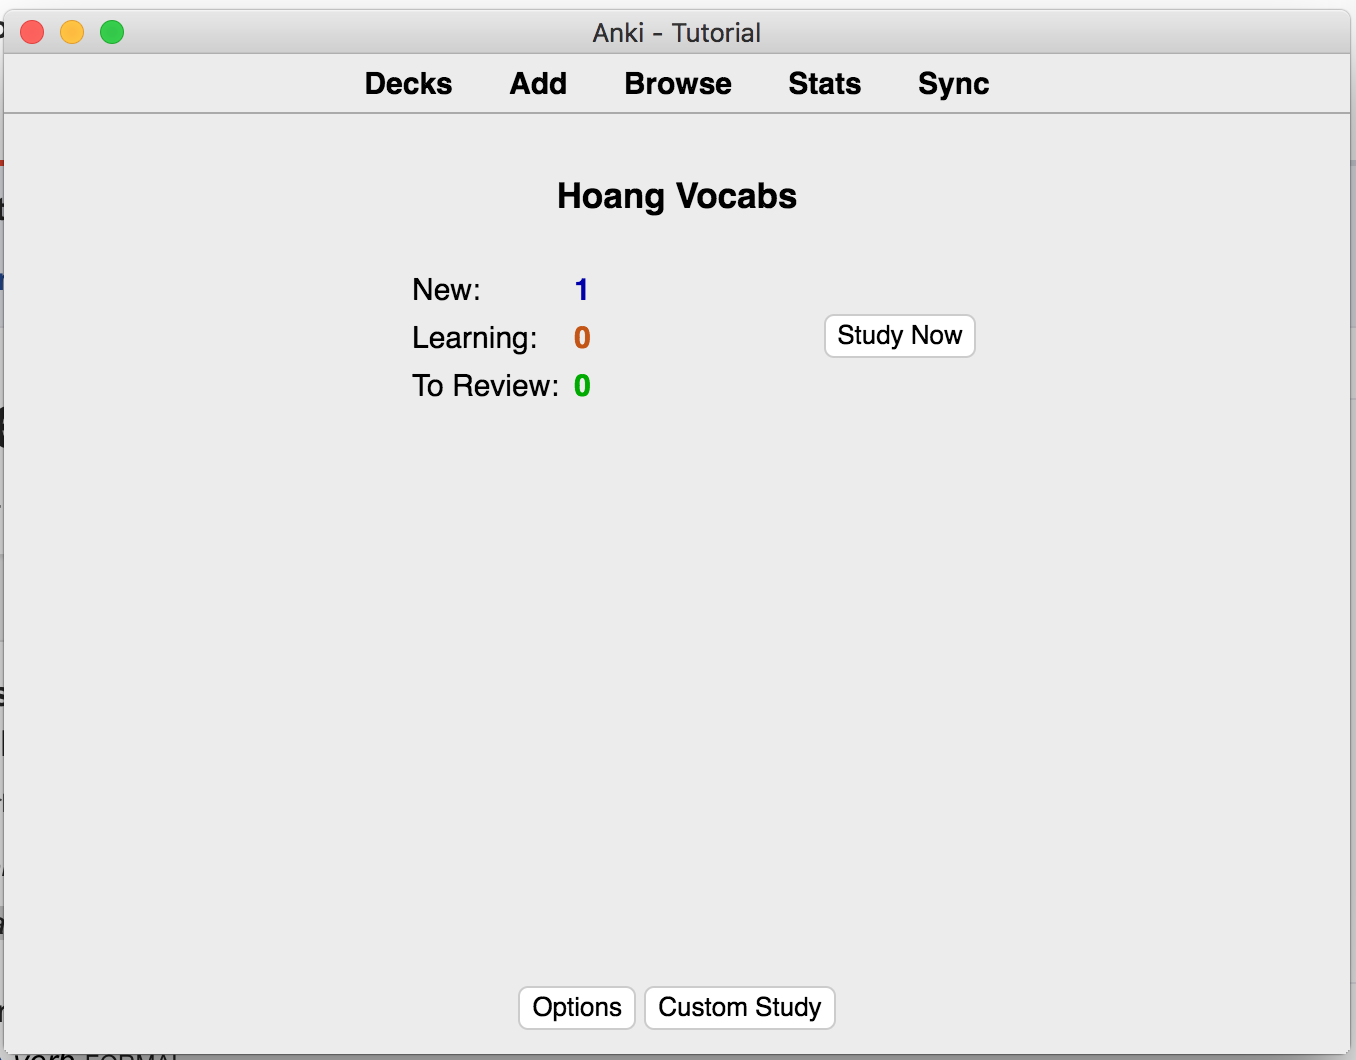 Anki - Tutorial
Decks Add Browse Stats Sync
Hoang Vocabs
New: 1
Learning: 0
Study Now
To Review: 0
Options Custom Study